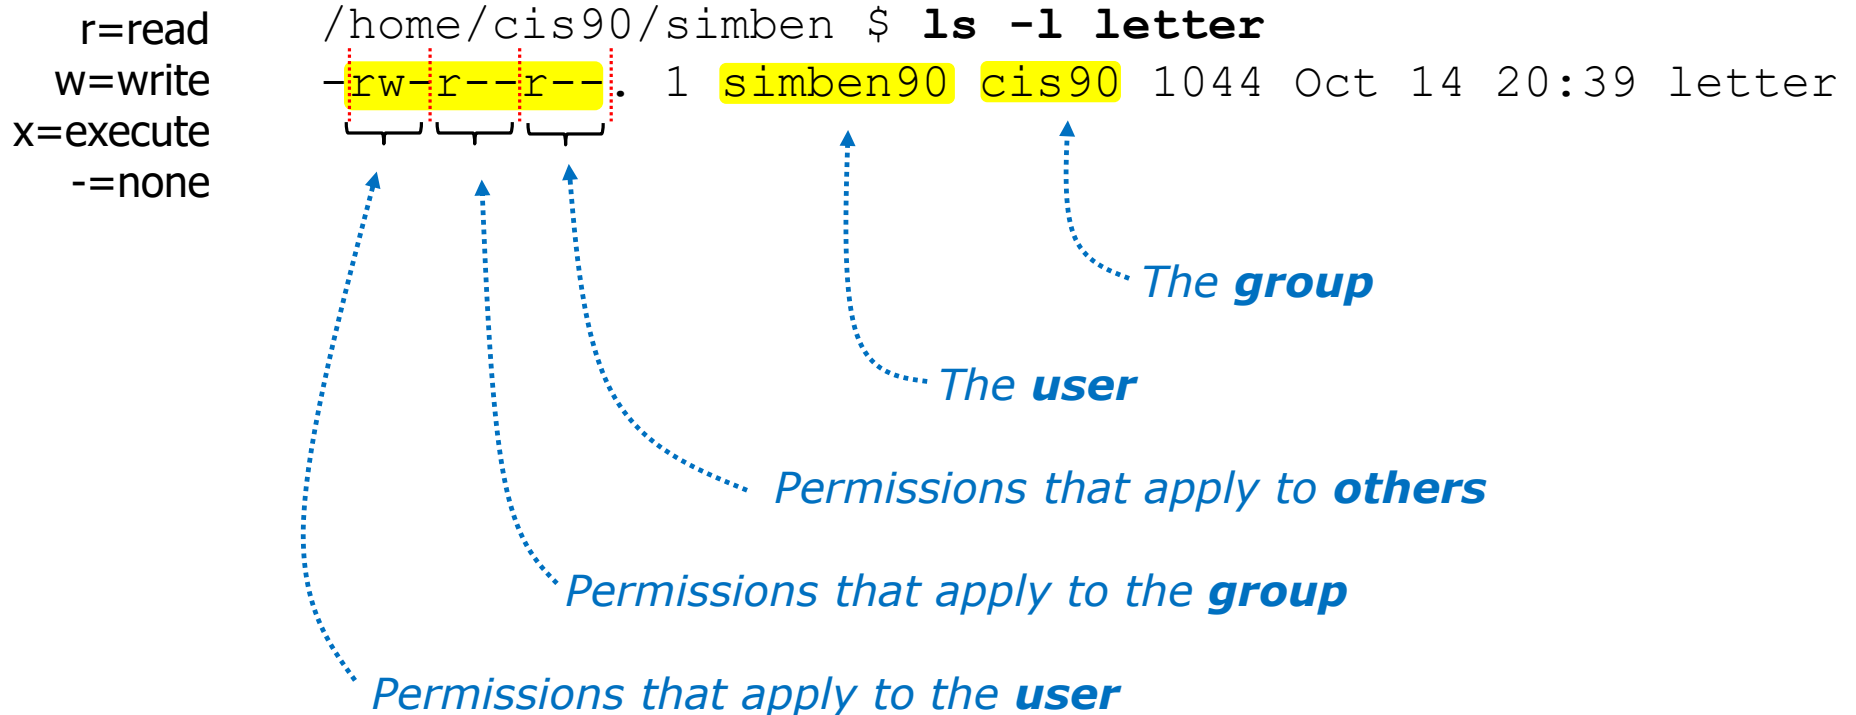 r=read
w=write
x=execute
-=none
/home/cis90/simben $ ls -l letter
-rw-r--r--. 1 simben90 cis90 1044 Oct 14 20:39 letter
The group
The user
Permissions that apply to others
Permissions that apply to the group
Permissions that apply to the user